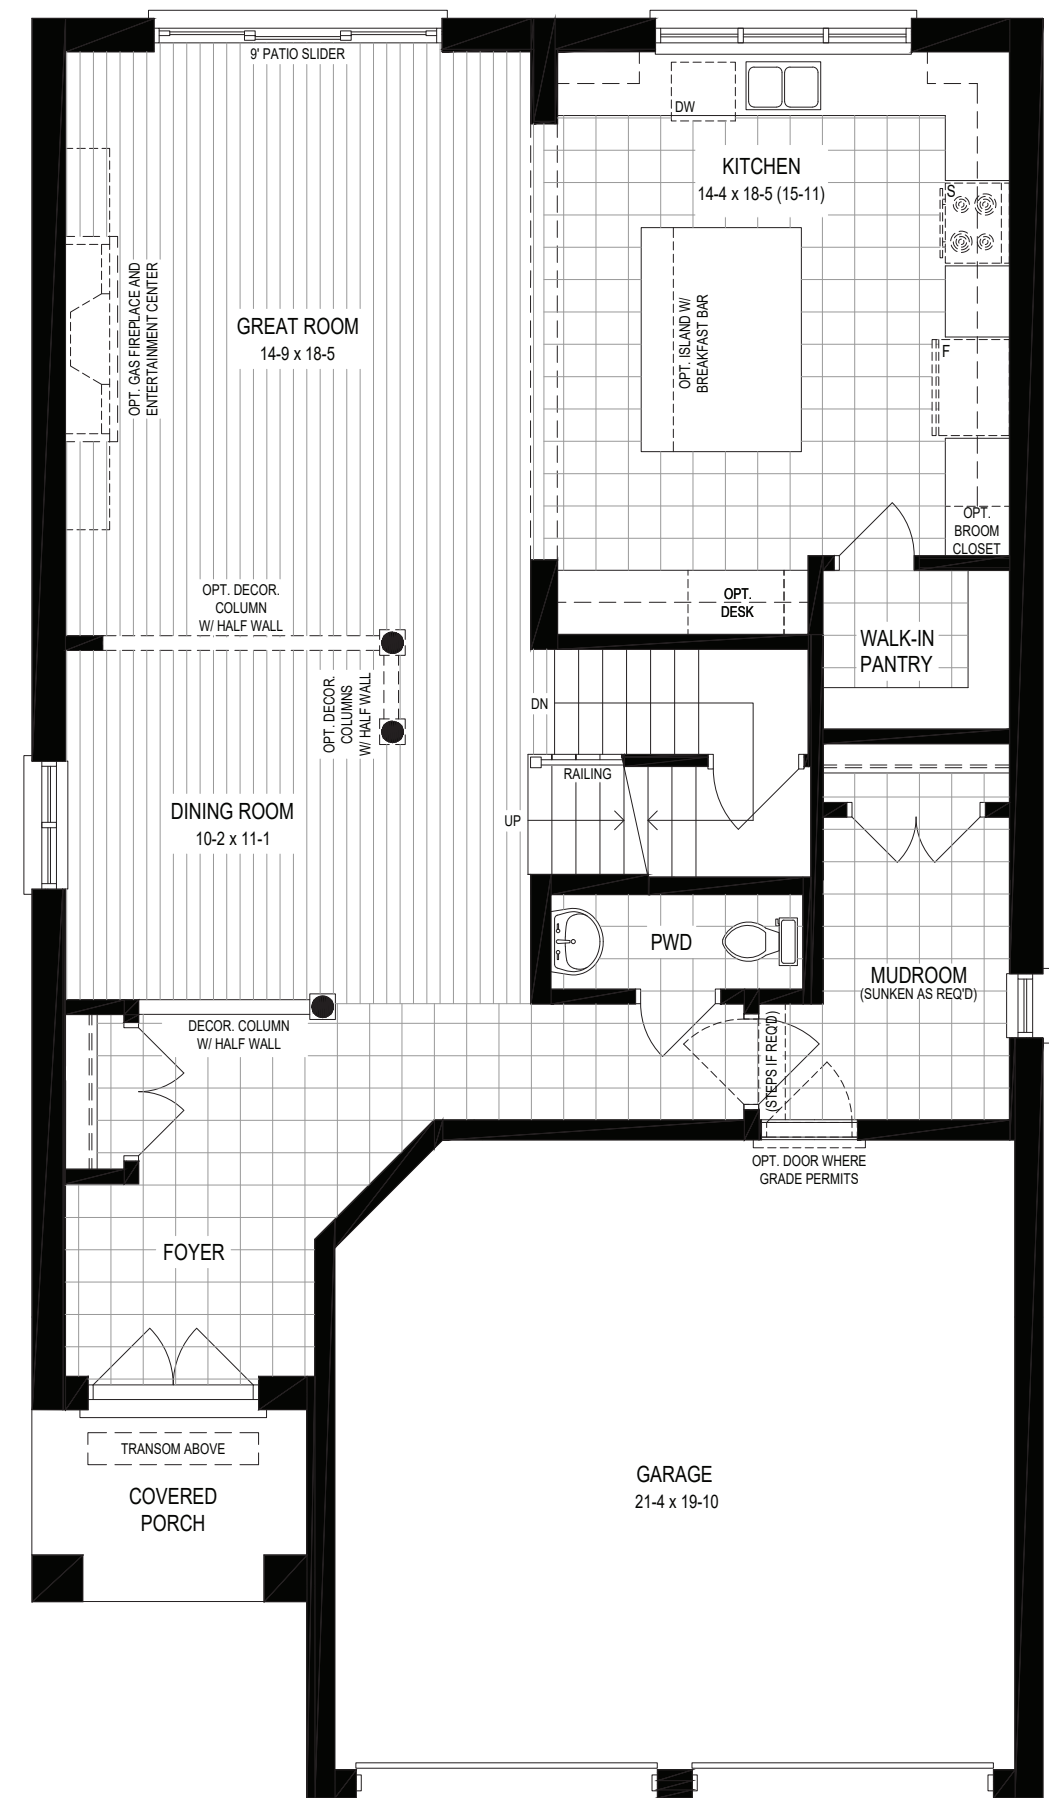 9' PATIO SLIDER
DW
KITCHEN
14-4 x 18-5 (15-11)
S
OPT. GAS FIREPLACE AND
ENTERTAINMENT CENTER
GREAT ROOM
14-9 x 18-5
OPT. ISLAND W/
BREAKFAST BAR
F
OPT.
BROOM
CLOSET
OPT. DECOR.
COLUMN
W/ HALF WALL
OPT.
DESK
WALK-IN
PANTRY
OPT. DECOR.
COLUMNS
W/ HALF WALL
DN
RAILING
DINING ROOM
10-2 x 11-1
UP
PWD
MUDROOM
(SUNKEN AS REQ'D)
DECOR. COLUMN
W/ HALF WALL
(STEPS IF REQ'D)
OPT. DOOR WHERE
GRADE PERMITS
FOYER
TRANSOM ABOVE
COVERED
PORCH
GARAGE
21-4 x 19-10